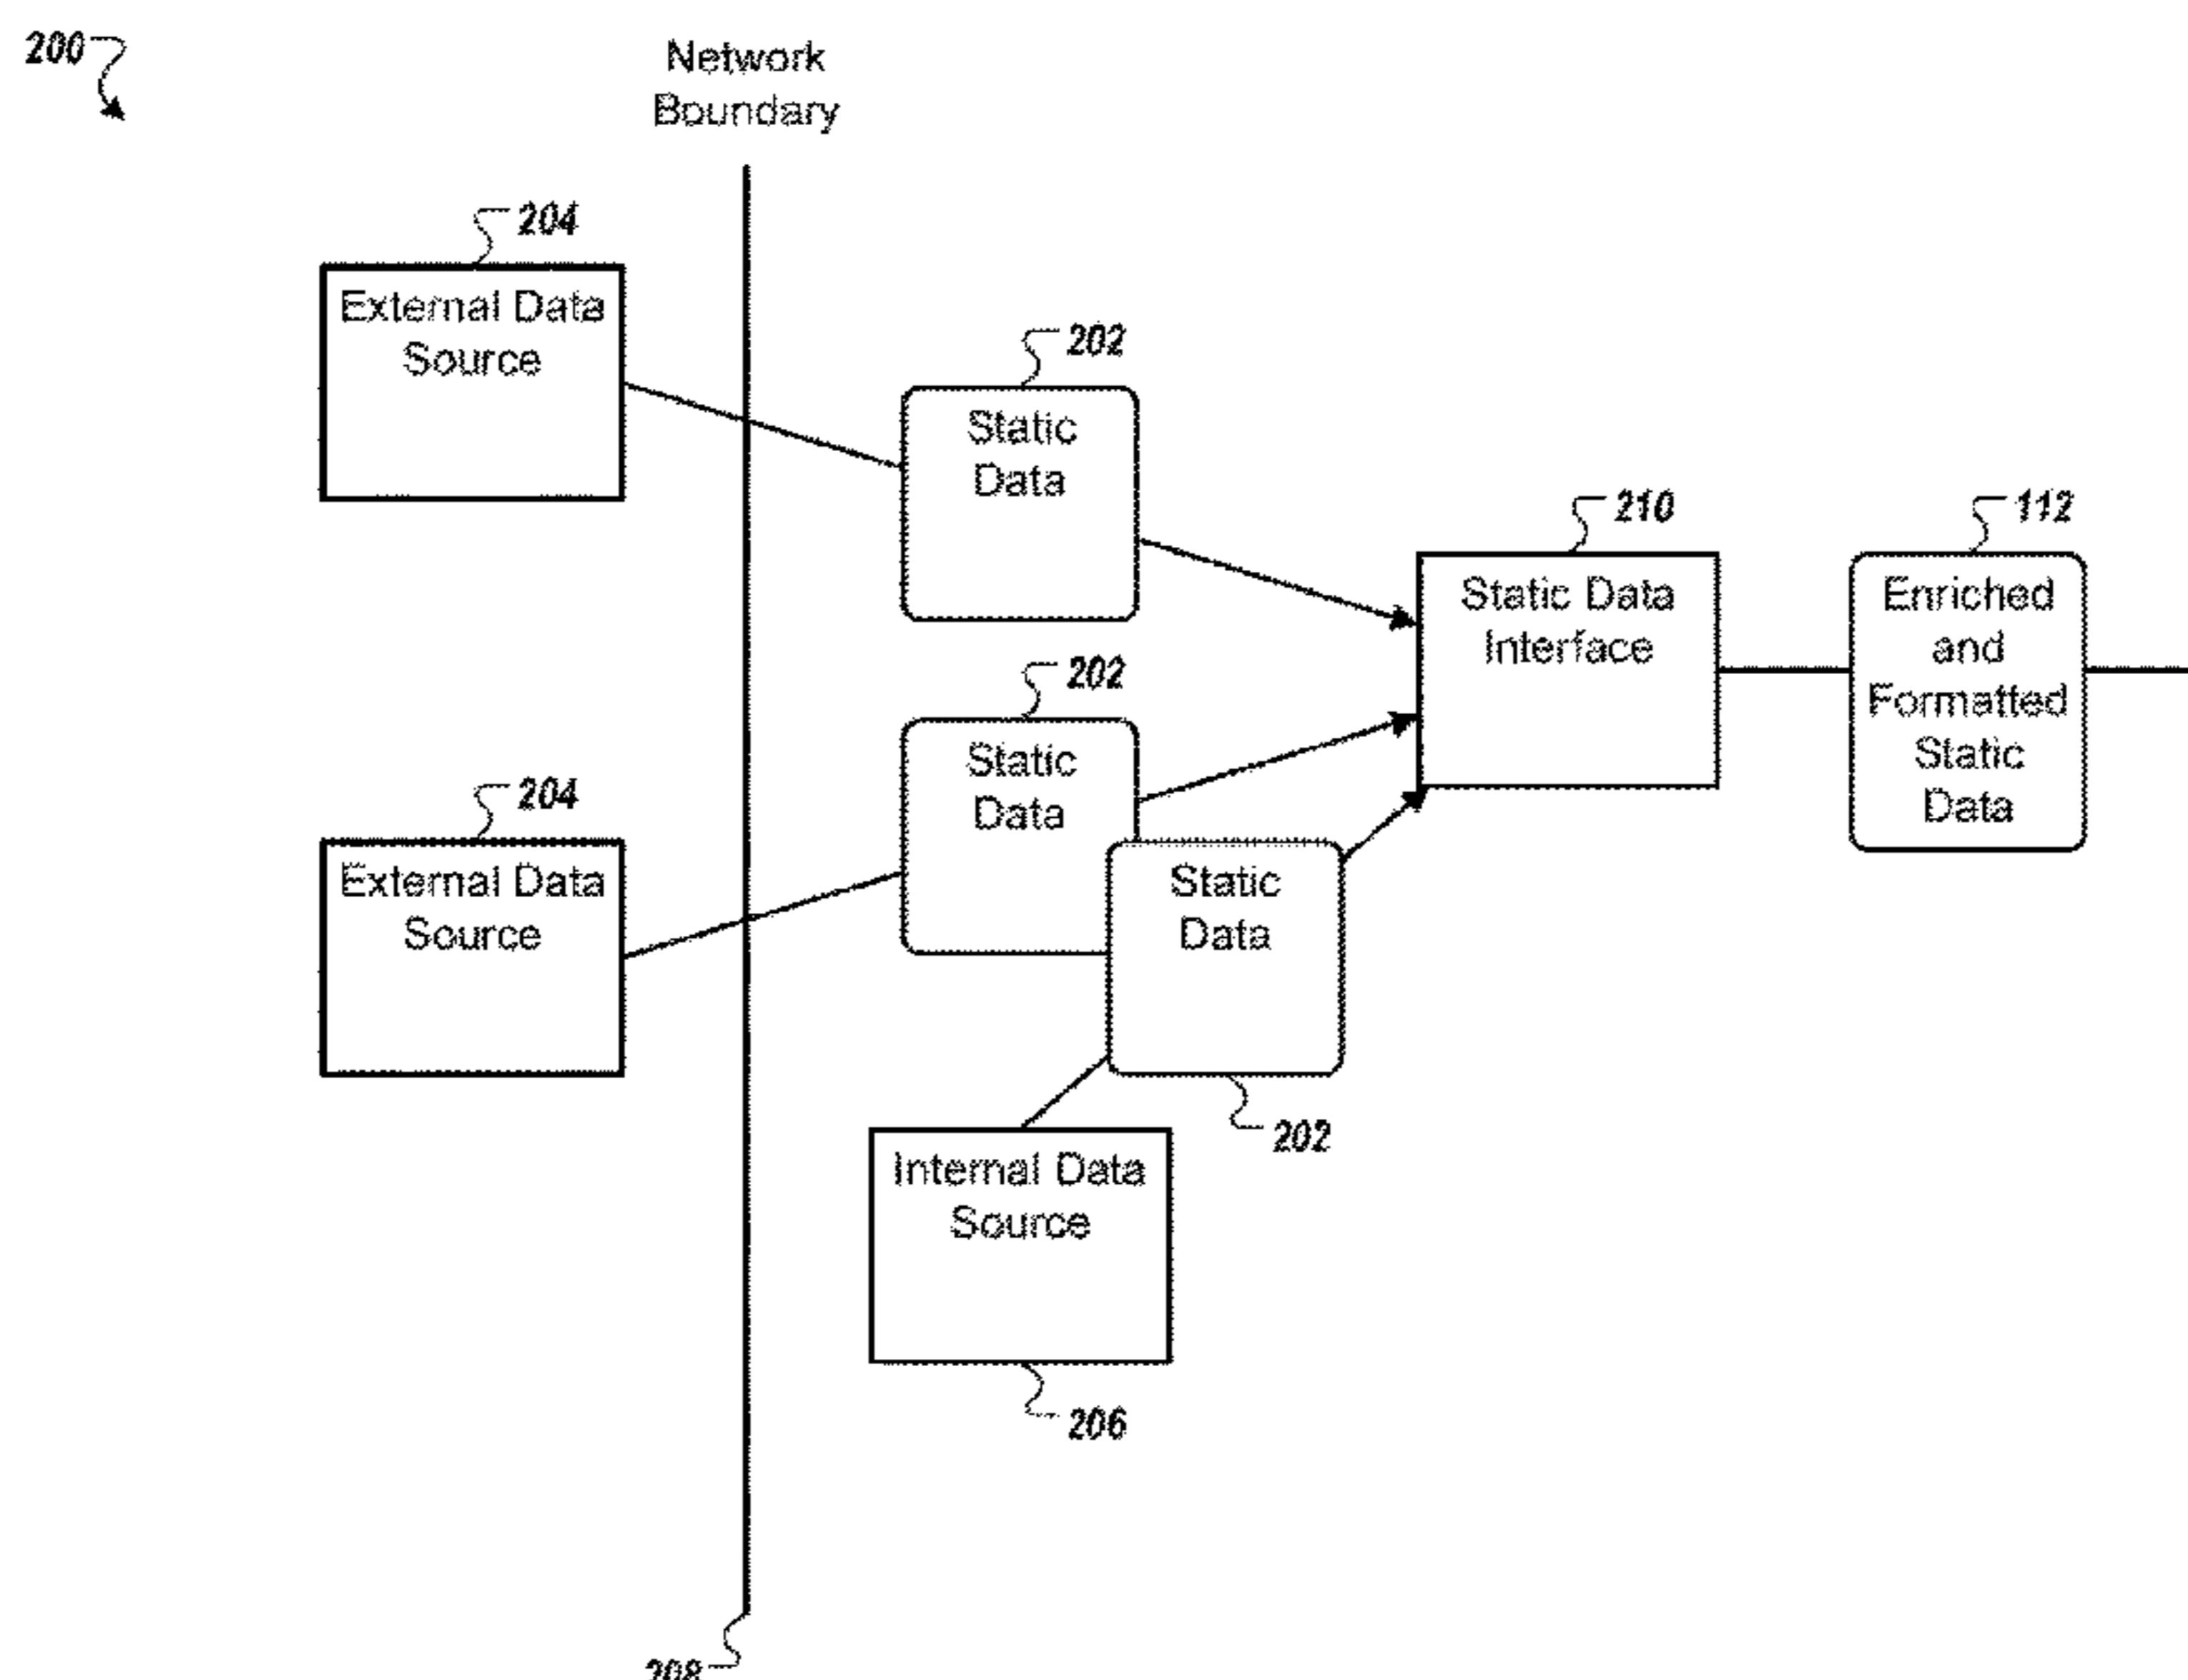 200
Network
Boundary
204
External Data
Source
202
Static
Data
210
Static Data
Interface
112
Enriched
and
Formatted
Static
Data
202
Static
Data
204
External Data
Source
Static
Data
202
Internal Data
Source
206
208